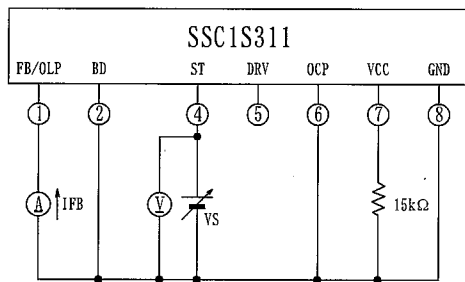 SSC1S311
FB/OLP BD ST DRV OCP VCC GND
1 2 4 5 6 7 8
A IFB V VS 15kΩ